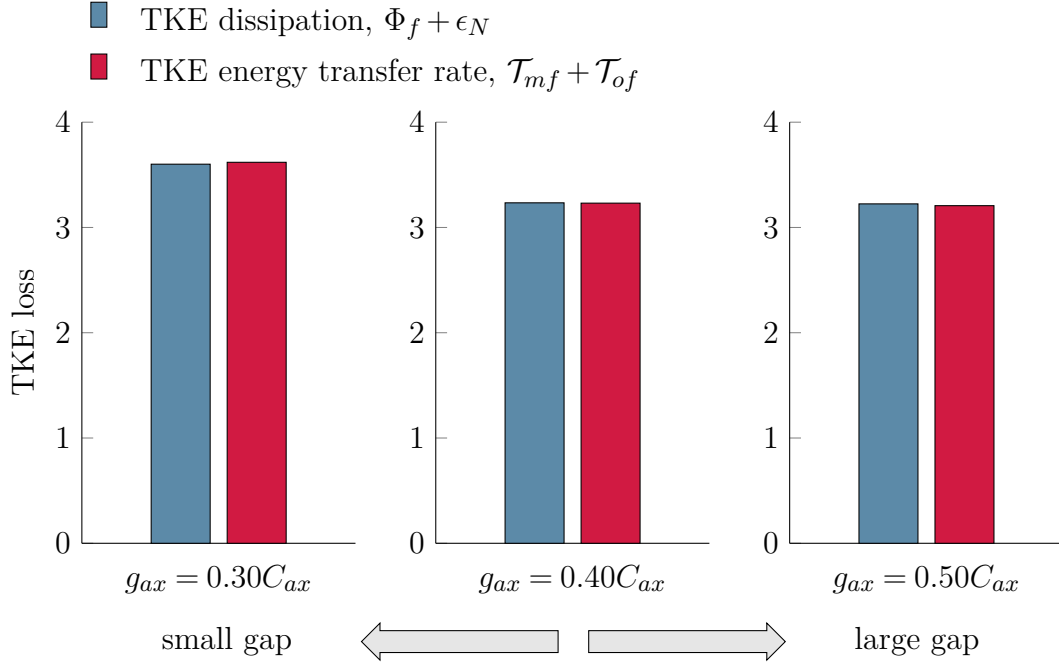 TKE dissipation, Φ_f + ϵ_N
TKE energy transfer rate, 𝒯_mf + 𝒯_of
TKE loss
4
3
2
1
0
4
3
2
1
0
4
3
2
1
0
g_ax = 0.30C_ax
g_ax = 0.40C_ax
g_ax = 0.50C_ax
small gap
large gap